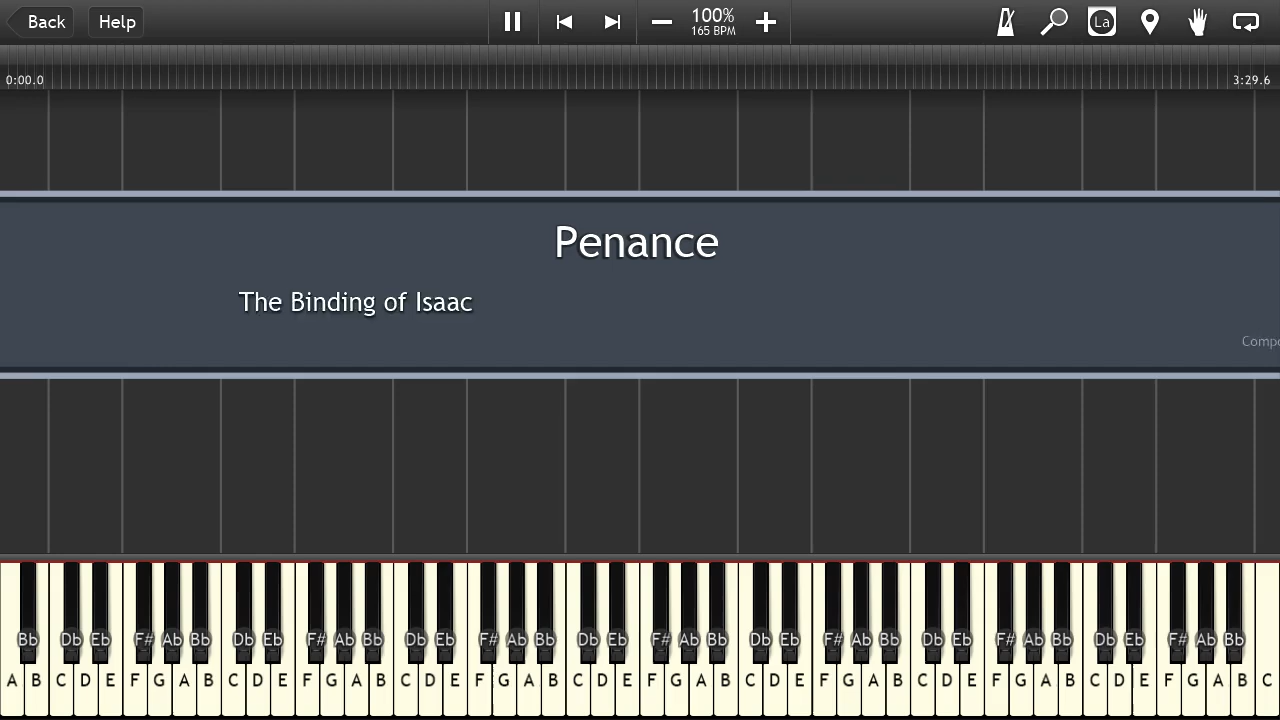 Back Help 100% La
165 BPM
0:00.0 3:29.6
Penance
The Binding of Isaac
Bb Db Eb F# Ab Bb Db Eb F# Ab Bb Db Eb F# Ab Bb Db Eb F# Ab Bb Db Eb F# Ab Bb Db Eb F# Ab Bb Db Eb F# Ab Bb
A B C D E F G A B C D E F G A B C D E F G A B C D E F G A B C D E F G A B C D E F G A B C D E F G A B C